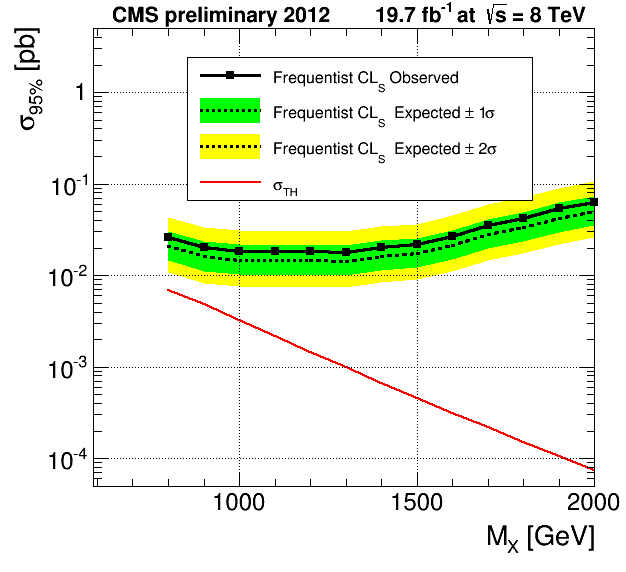 CMS preliminary 2012 19.7 fb⁻¹ at √s = 8 TeV
σ95% [pb]
Frequentist CLS Observed
Frequentist CLS Expected ± 1σ
Frequentist CLS Expected ± 2σ
σTH
1
10⁻¹
10⁻²
10⁻³
10⁻⁴
1000 1500 2000
MX [GeV]